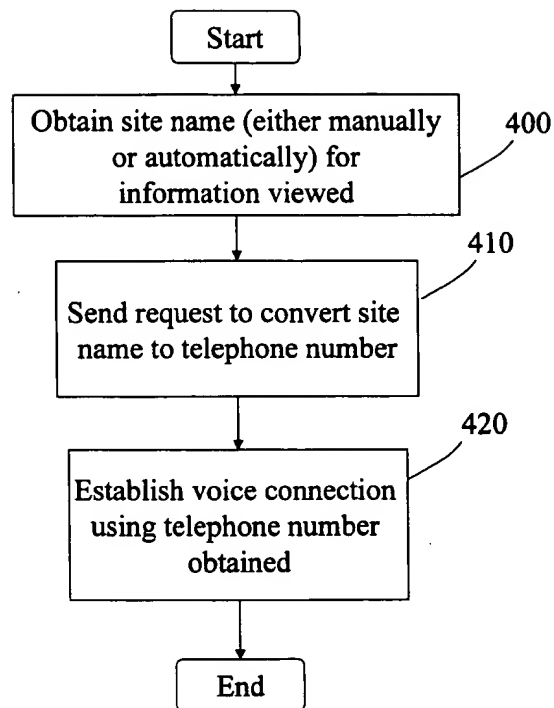 Start
Obtain site name (either manually
or automatically) for
information viewed
400
410
Send request to convert site
name to telephone number
420
Establish voice connection
using telephone number
obtained
End